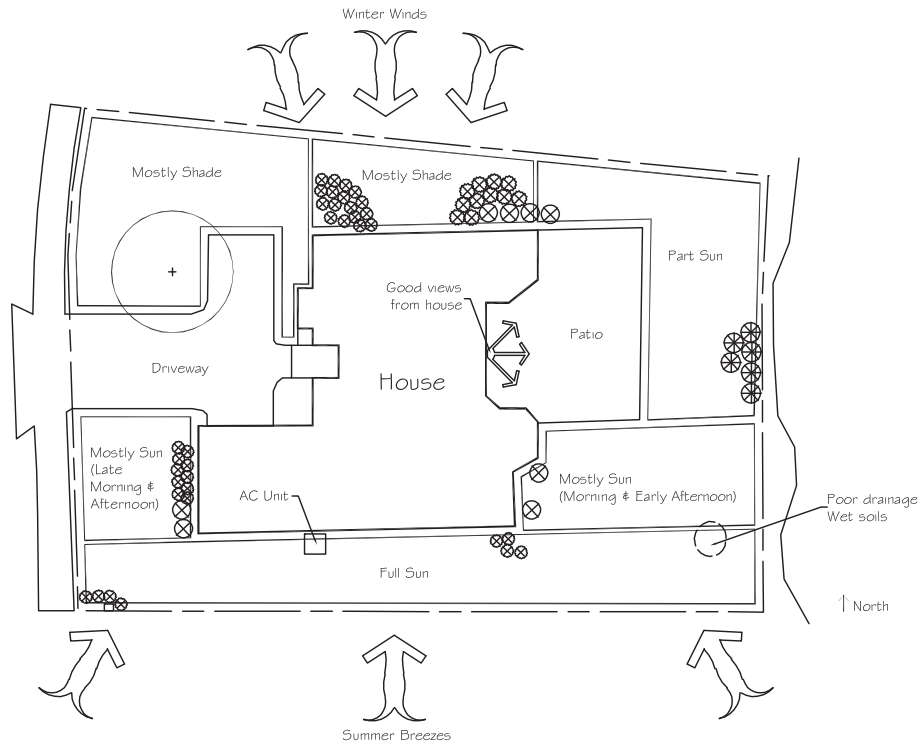 Winter Winds
Mostly Shade
Mostly Shade
Part Sun
Good views
from house
Patio
Driveway
House
Mostly Sun
(Late
Morning &
Afternoon)
AC Unit
Mostly Sun
(Morning & Early Afternoon)
Poor drainage
Wet soils
Full Sun
North
Summer Breezes